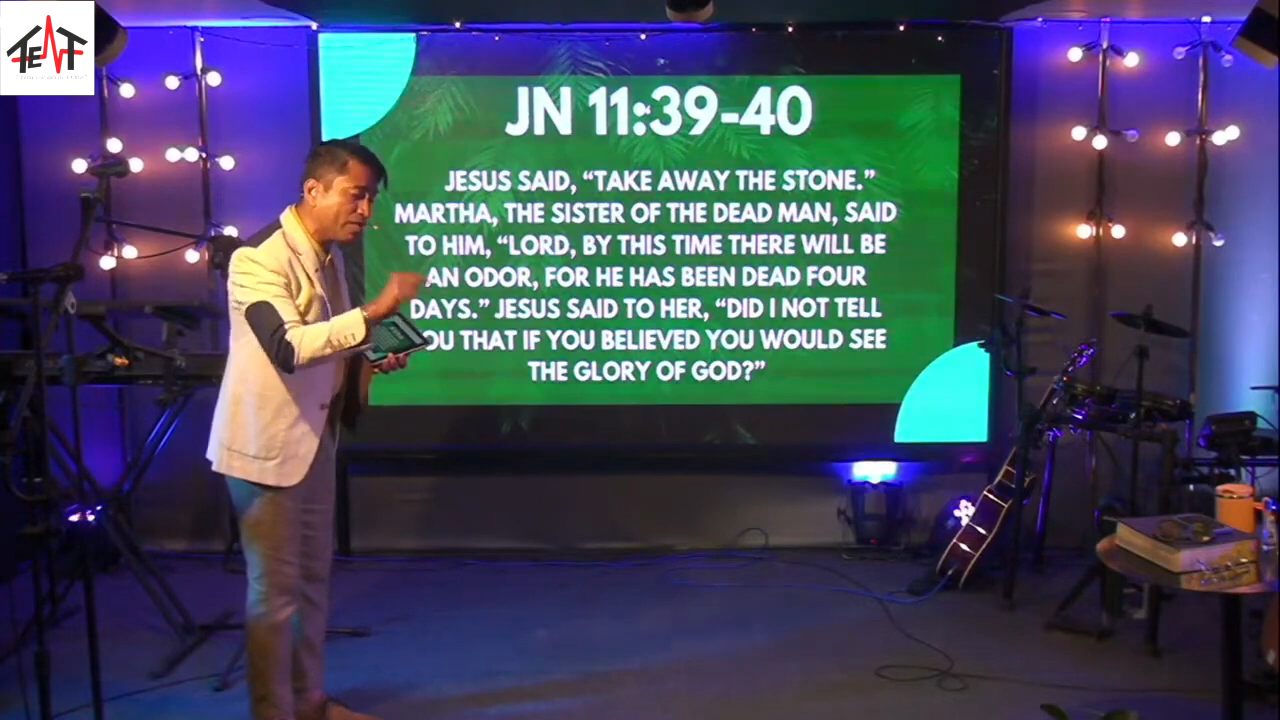 TENT
JN 11:39-40
JESUS SAID, “TAKE AWAY THE STONE.”
MARTHA, THE SISTER OF THE DEAD MAN, SAID
TO HIM, “LORD, BY THIS TIME THERE WILL BE
AN ODOR, FOR HE HAS BEEN DEAD FOUR
DAYS.” JESUS SAID TO HER, “DID I NOT TELL
OU THAT IF YOU BELIEVED YOU WOULD SEE
THE GLORY OF GOD?”